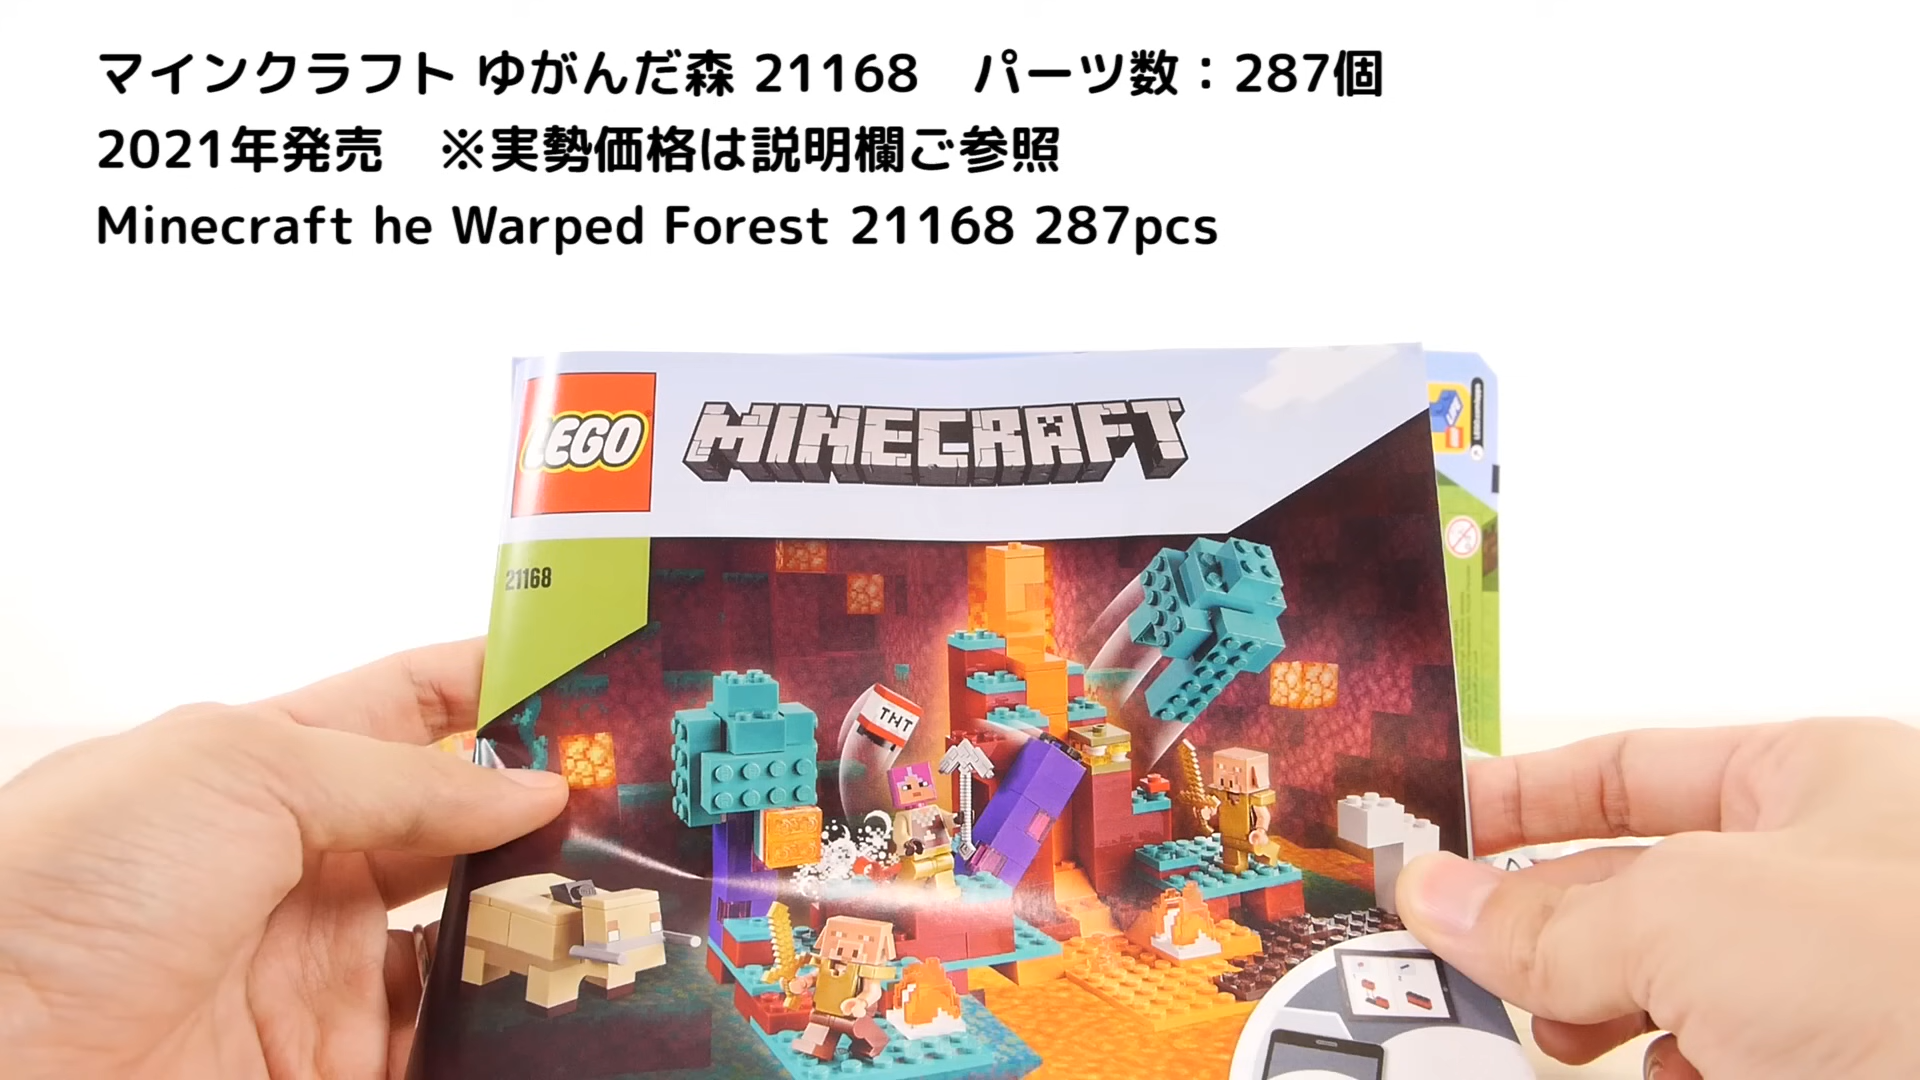 マインクラフト ゆがんだ森 21168　パーツ数：287個
2021年発売　※実勢価格は説明欄ご参照
Minecraft he Warped Forest 21168 287pcs
LEGO
MINECRAFT
21168
TNT